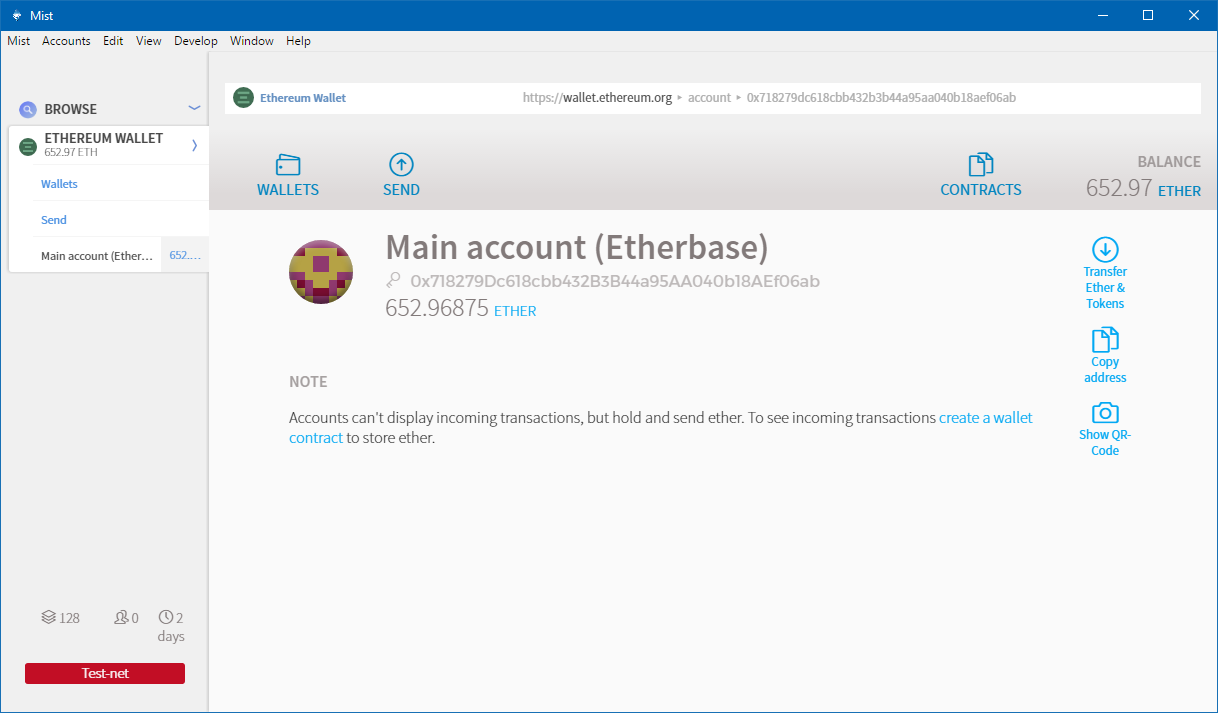 Mist
Mist Accounts Edit View Develop Window Help
BROWSE
ETHEREUM WALLET
652.97 ETH
Wallets
Send
Main account (Ether... 652....
128 0 2
days
Test-net
Ethereum Wallet https://wallet.ethereum.org ▸ account ▸ 0x718279dc618cbb432b3b44a95aa040b18aef06ab
WALLETS SEND CONTRACTS
BALANCE
652.97 ETHER
Main account (Etherbase)
0x718279Dc618cbb432B3B44a95AA040b18AEf06ab
652.96875 ETHER
NOTE
Accounts can't display incoming transactions, but hold and send ether. To see incoming transactions create a wallet
contract to store ether.
Transfer
Ether &
Tokens
Copy
address
Show QR-
Code